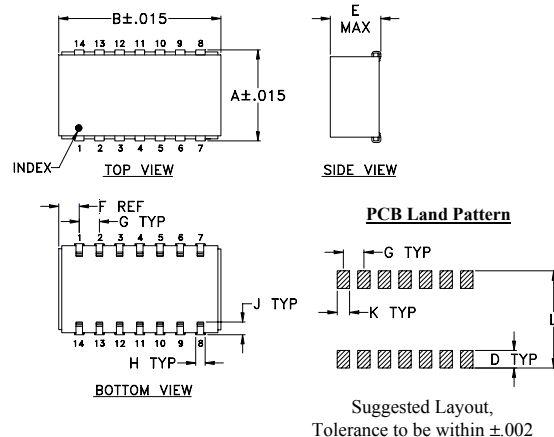 B±.015
14 13 12 11 10 9 8
A±.015
INDEX
1 2 3 4 5 6 7
TOP VIEW
E
MAX
SIDE VIEW
F REF
G TYP
1 2 3 4 5 6 7
J TYP
14 13 12 11 10 9 8
H TYP
BOTTOM VIEW
PCB Land Pattern
G TYP
K TYP
L
D TYP
Suggested Layout,
Tolerance to be within ±.002